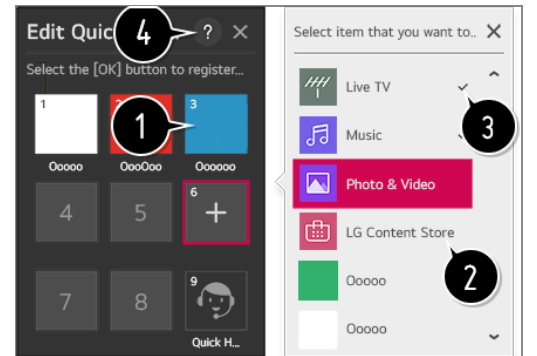 Edit Quic
4
?
Select the [OK] button to register...
1
2
3
1
Ooooo
OooOoo
Oooooo
4
5
6
+
7
8
9
Quick H...
Select item that you want to..
Live TV
3
Music
Photo & Video
LG Content Store
2
Ooooo
Ooooo